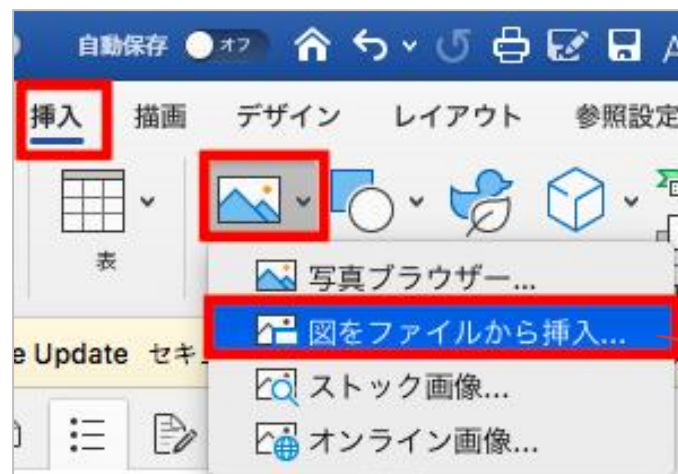 自動保存 オフ
挿入 描画 デザイン レイアウト 参照設定
表
写真ブラウザー...
図をファイルから挿入...
e Update セキ
ストック画像...
オンライン画像...